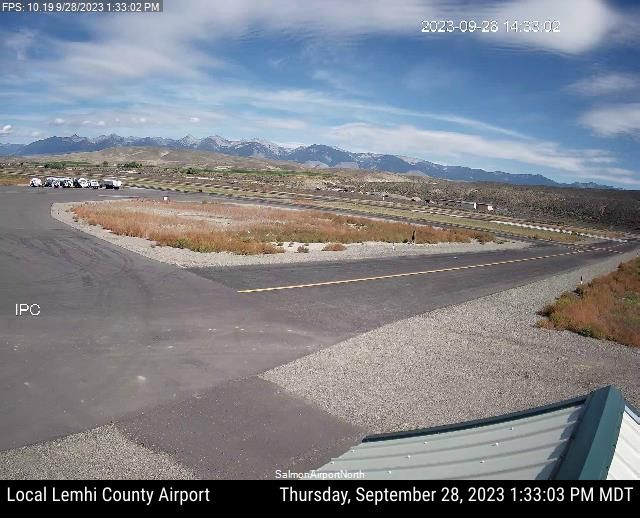 FPS: 10.19 9/28/2023 1:33:02 PM
2023-09-28 14:33:02
IPC
SalmonAirportNorth
Local Lemhi County Airport
Thursday, September 28, 2023 1:33:03 PM MDT